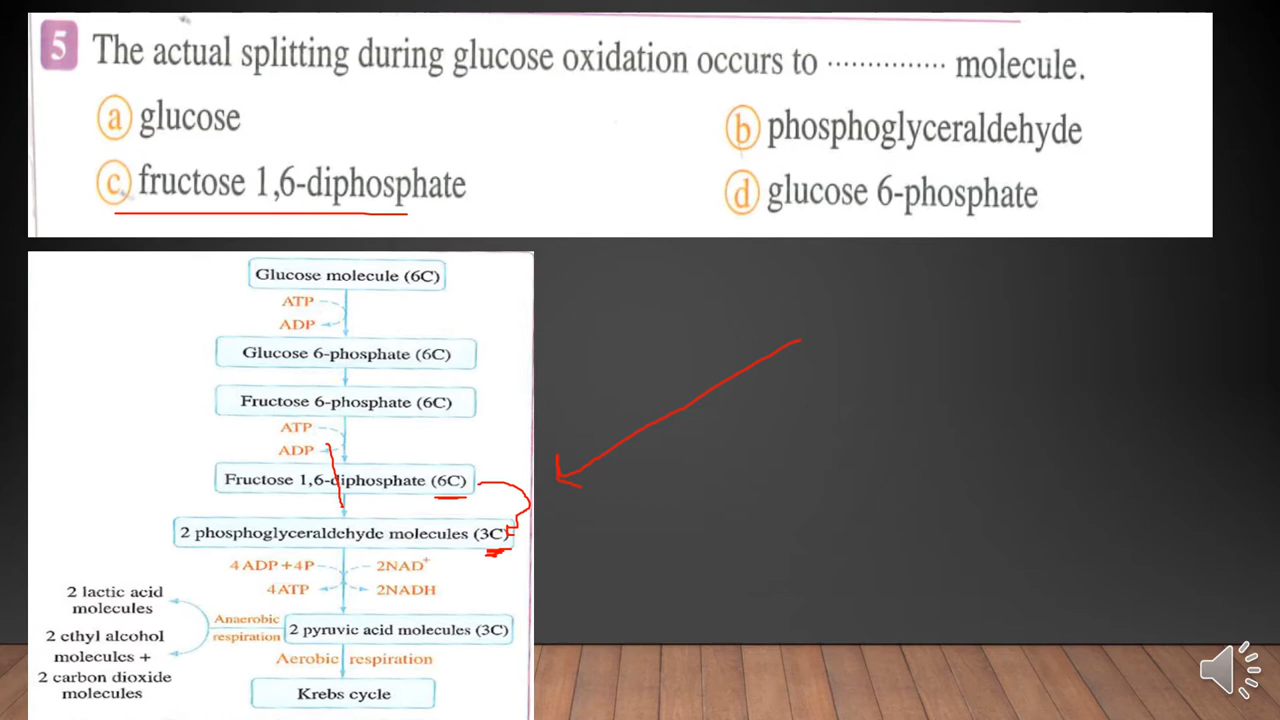 5 The actual splitting during glucose oxidation occurs to ............... molecule.
a glucose
b phosphoglyceraldehyde
c fructose 1,6-diphosphate
d glucose 6-phosphate
Glucose molecule (6C)
ATP
ADP
Glucose 6-phosphate (6C)
Fructose 6-phosphate (6C)
ATP
ADP
Fructose 1,6-diphosphate (6C)
2 phosphoglyceraldehyde molecules (3C)
4 ADP+4P 2NAD+
4ATP 2NADH
2 lactic acid
molecules
2 ethyl alcohol
molecules +
2 carbon dioxide
molecules
Anaerobic
respiration
2 pyruvic acid molecules (3C)
Aerobic respiration
Krebs cycle